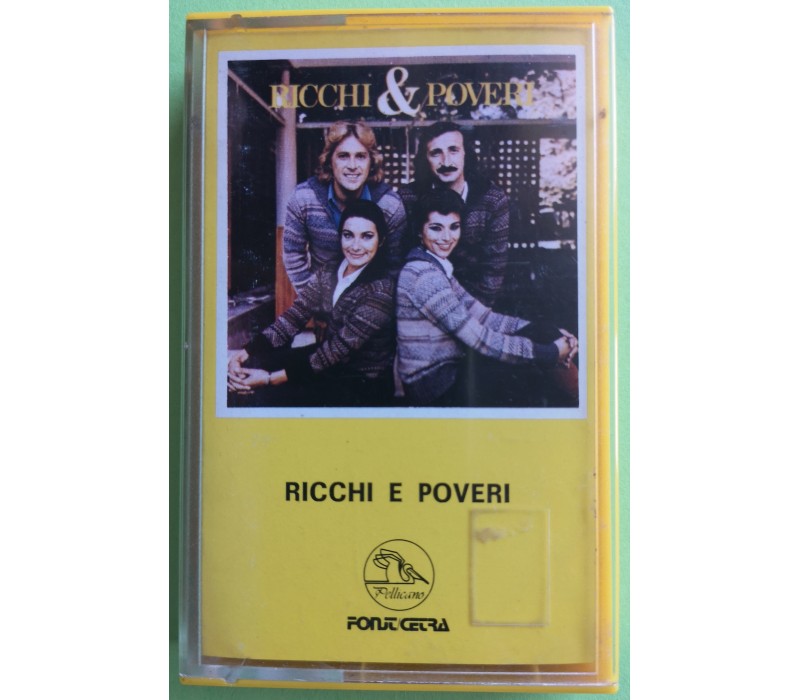 RICCHI & POVERI
RICCHI E POVERI
Pellicano
FONIT CETRA